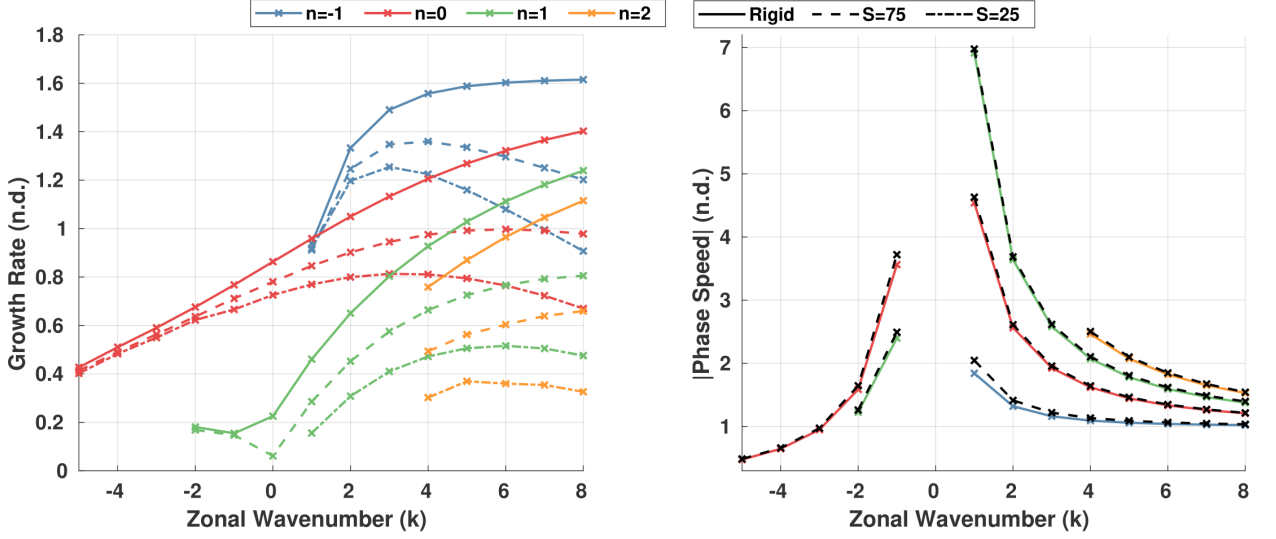 n=-1 n=0 n=1 n=2
Growth Rate (n.d.)
1.8
1.6
1.4
1.2
1
0.8
0.6
0.4
0.2
0
-4 -2 0 2 4 6 8
Zonal Wavenumber (k)
Rigid S=75 S=25
|Phase Speed| (n.d.)
7
6
5
4
3
2
1
-4 -2 0 2 4 6 8
Zonal Wavenumber (k)